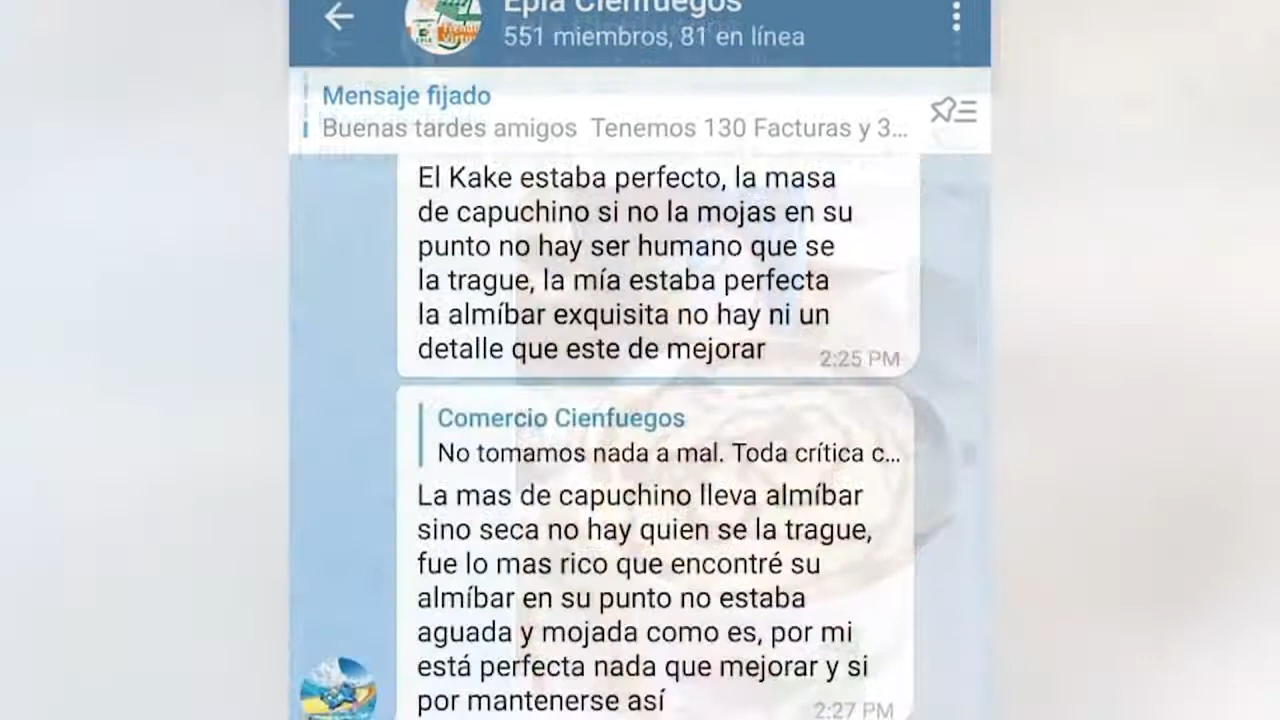 Epia Cienfuegos
551 miembros, 81 en línea
Mensaje fijado
Buenas tardes amigos Tenemos 130 Facturas y 3...
El Kake estaba perfecto, la masa
de capuchino si no la mojas en su
punto no hay ser humano que se
la trague, la mía estaba perfecta
la almíbar exquisita no hay ni un
detalle que este de mejorar
2:25 PM
Comercio Cienfuegos
No tomamos nada a mal. Toda crítica c...
La mas de capuchino lleva almíbar
sino seca no hay quien se la trague,
fue lo mas rico que encontré su
almíbar en su punto no estaba
aguada y mojada como es, por mi
está perfecta nada que mejorar y si
por mantenerse así
2:27 PM